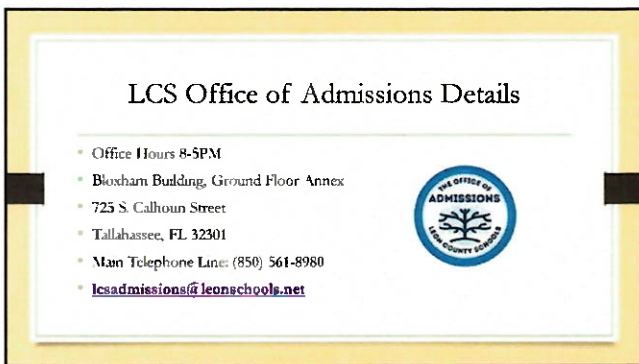 LCS Office of Admissions Details
Office Hours 8-5PM
Bloxham Building, Ground Floor Annex
725 S. Calhoun Street
Tallahassee, FL 32301
Main Telephone Line: (850) 561-8980
lcsadmissions@leonschools.net
THE OFFICE OF
ADMISSIONS
LEON COUNTY SCHOOLS